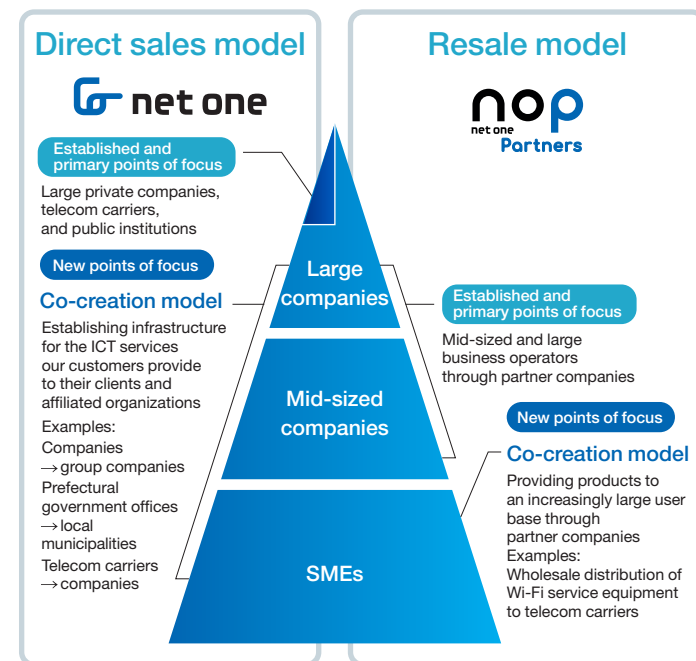 Direct sales model
net one
Established and
primary points of focus
Large private companies,
telecom carriers,
and public institutions
New points of focus
Co-creation model
Establishing infrastructure
for the ICT services
our customers provide
to their clients and
affiliated organizations
Examples:
Companies
→ group companies
Prefectural
government offices
→ local
municipalities
Telecom carriers
→ companies
Large
companies
Mid-sized
companies
SMEs
Resale model
nop
net one
Partners
Established and
primary points of focus
Mid-sized and large
business operators
through partner companies
New points of focus
Co-creation model
Providing products to
an increasingly large user
base through
partner companies
Examples:
Wholesale distribution of
Wi-Fi service equipment
to telecom carriers